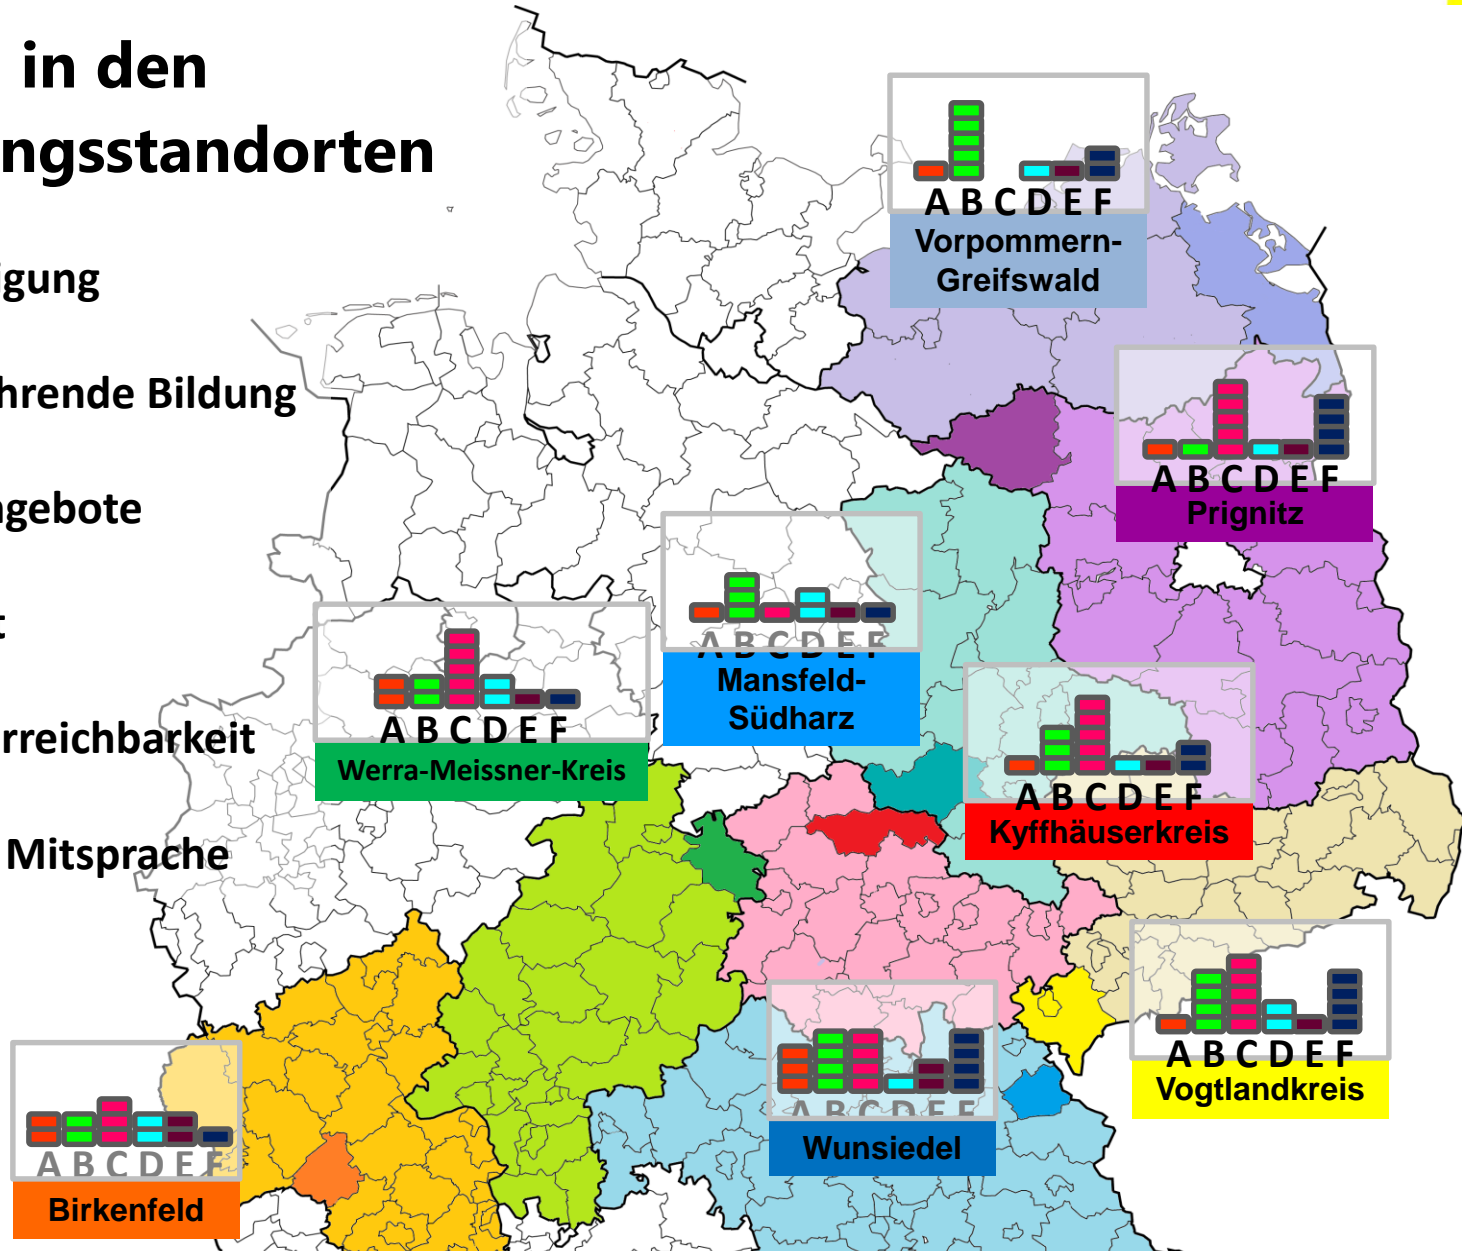 in den
ngsstandorten
igung
hrende Bildung
gebote
t
rreichbarkeit
Mitsprache
A B C D E F
Vorpommern-
Greifswald
A B C D E F
Prignitz
A B C D E F
Mansfeld-
Südharz
A B C D E F
Werra-Meissner-Kreis
A B C D E F
Kyffhäuserkreis
A B C D E F
Vogtlandkreis
A B C D E F
Wunsiedel
A B C D E F
Birkenfeld